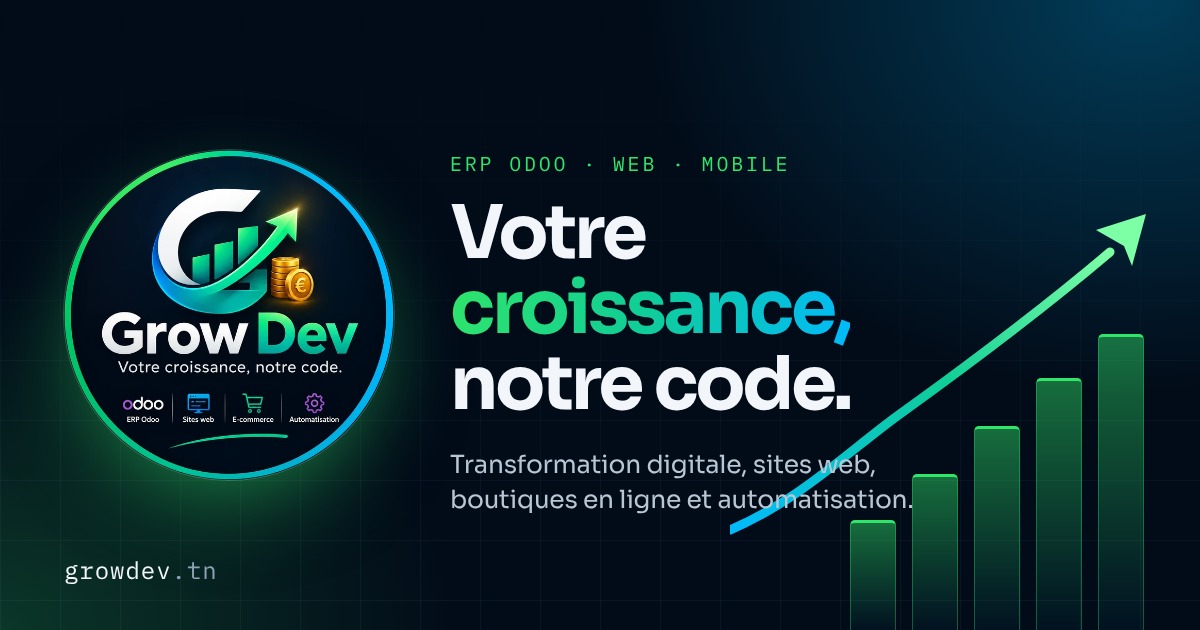 ERP ODOO · WEB · MOBILE
Votre
croissance,
notre code.
Transformation digitale, sites web,
boutiques en ligne et automatisation.
Grow Dev
Votre croissance, notre code.
odoo
ERP Odoo
Sites web
E-commerce
Automatisation
growdev.tn